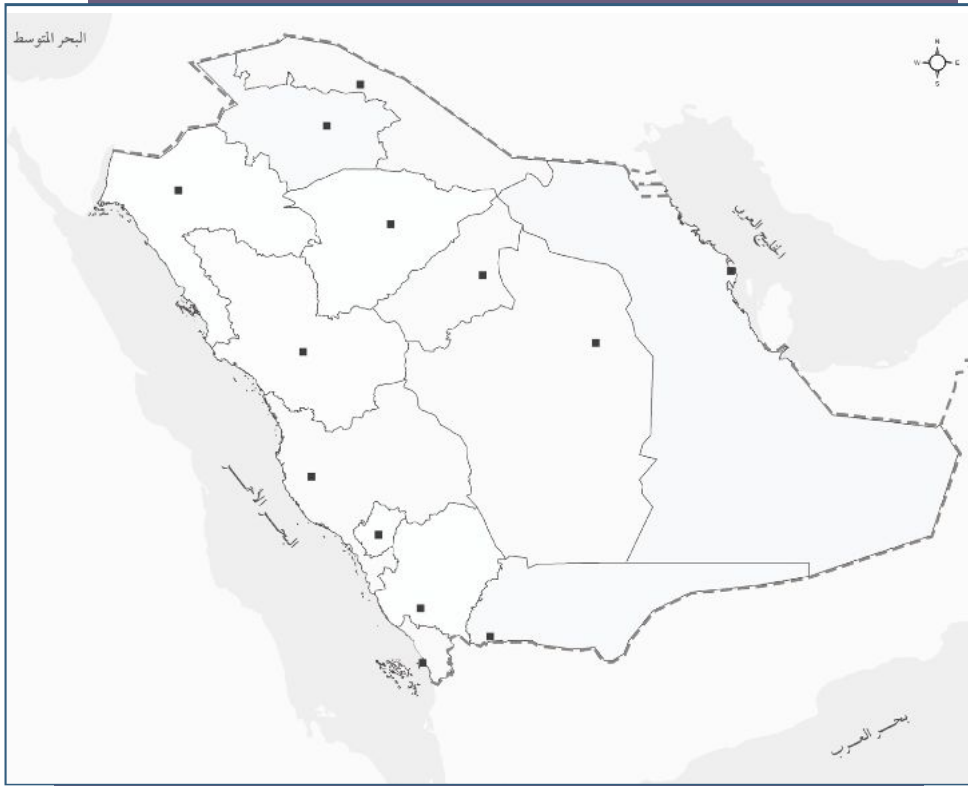 البحر المتوسط
N
W E
S
الخليج العربي
البحر الأحمر
بحر العرب